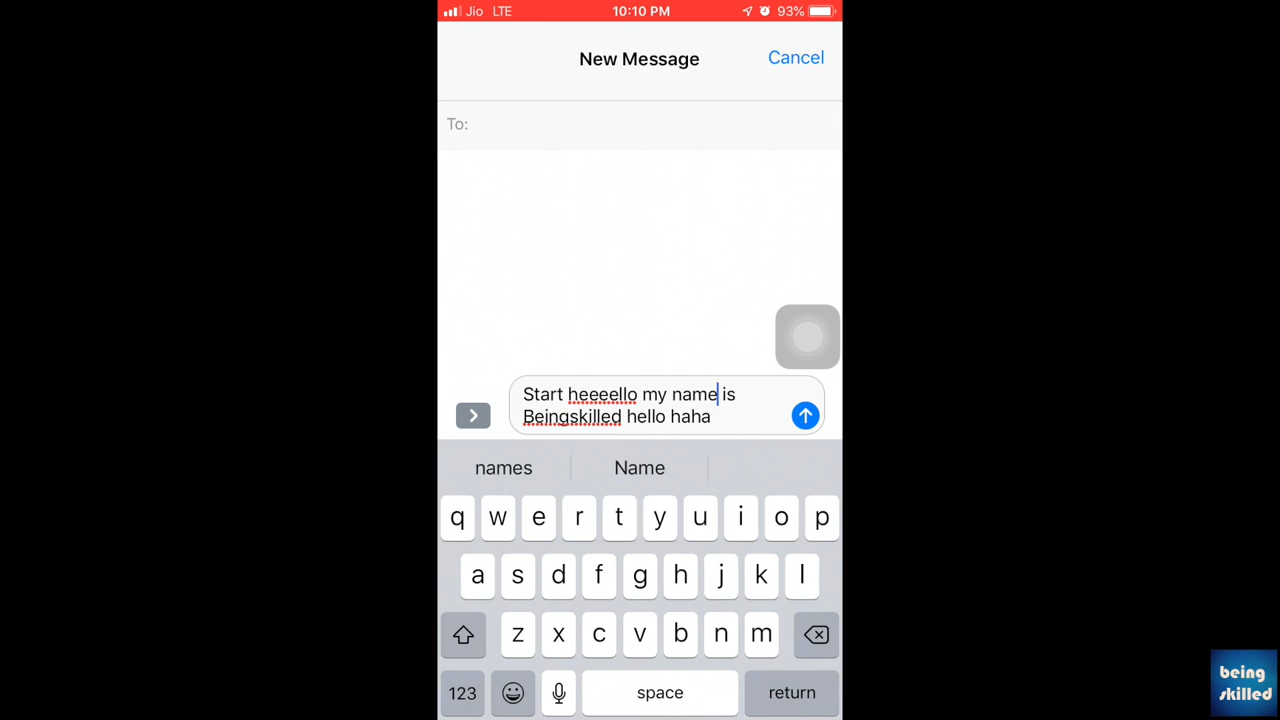 Jio LTE 10:10 PM 93%
New Message Cancel
To:
Start heeeello my name is
Beingskilled hello haha
names Name
q w e r t y u i o p
a s d f g h j k l
z x c v b n m
123 space return
being
skilled